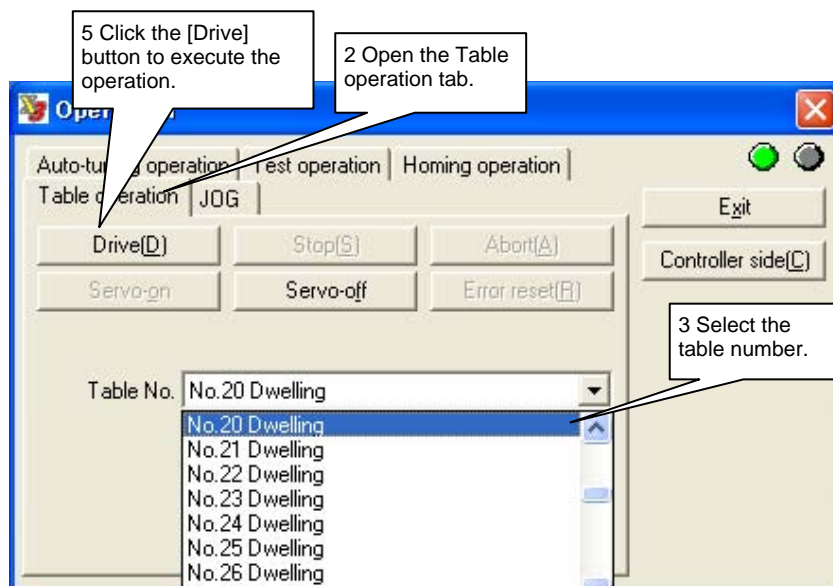 5 Click the [Drive]
button to execute the
operation.
2 Open the Table
operation tab.
Auto-tuning operation
Test operation
Homing operation
Table operation
JOG
Exit
Drive(D)
Stop(S)
Abort(A)
Controller side(C)
Servo-on
Servo-off
Error reset(R)
3 Select the
table number.
Table No.
No.20 Dwelling
No.20 Dwelling
No.21 Dwelling
No.22 Dwelling
No.23 Dwelling
No.24 Dwelling
No.25 Dwelling
No.26 Dwelling